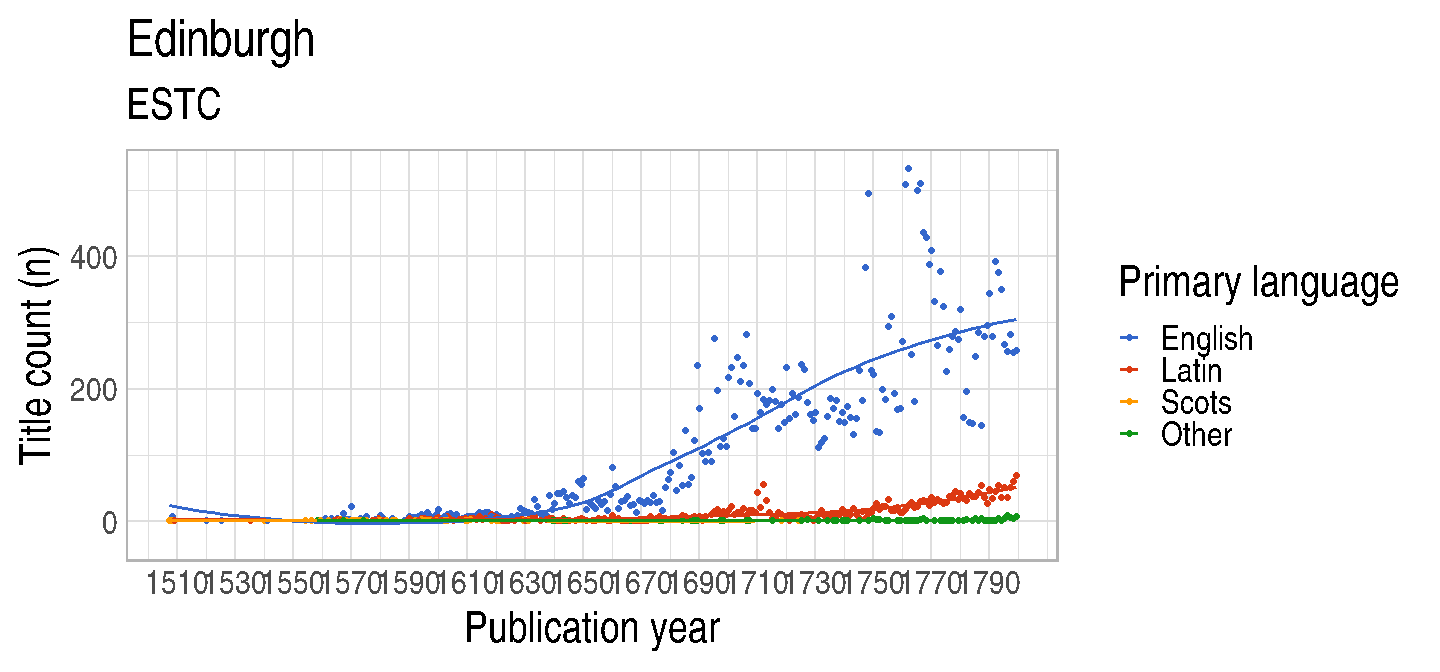 Edinburgh
ESTC
Title count (n)
400
200
0
1510 1530 1550 1570 1590 1610 1630 1650 1670 1690 1710 1730 1750 1770 1790
Publication year
Primary language
English
Latin
Scots
Other